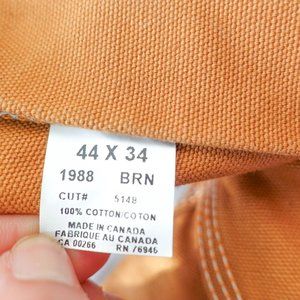 44 X 34
1988 BRN
CUT# 5148
100% COTTON/COTON
MADE IN CANADA
FABRIQUE AU CANADA
CA 00266 RN 76946